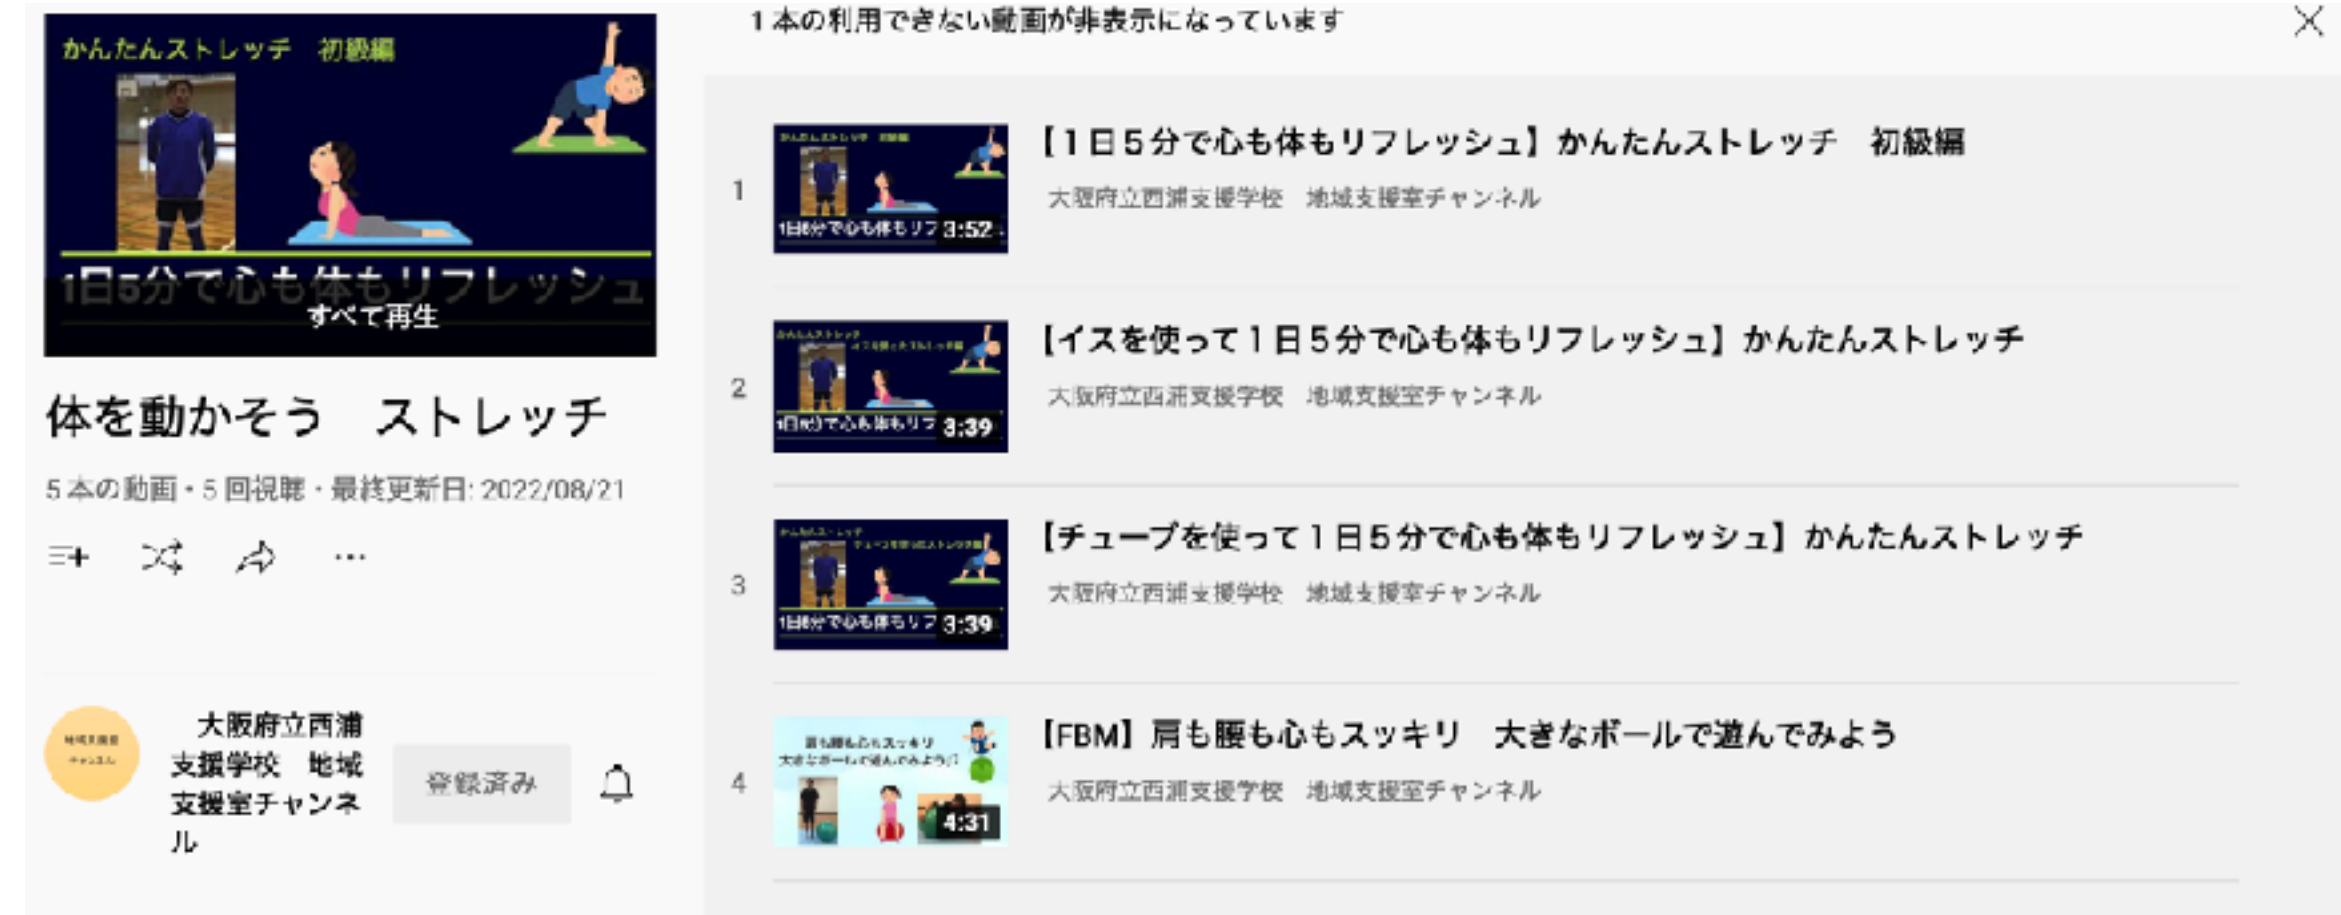 かんたんストレッチ　初級編
1日5分で心も体もリフレッシュ
すべて再生
体を動かそう　ストレッチ
5 本の動画・5 回視聴・最終更新日: 2022/08/21
大阪府立西浦
支援学校　地域
支援室チャンネ
ル
登録済み
1 本の利用できない動画が非表示になっています
1
3:52
【１日５分で心も体もリフレッシュ】かんたんストレッチ　初級編
大阪府立西浦支援学校　地域支援室チャンネル
2
3:39
【イスを使って１日５分で心も体もリフレッシュ】かんたんストレッチ
大阪府立西浦支援学校　地域支援室チャンネル
3
3:39
【チューブを使って１日５分で心も体もリフレッシュ】かんたんストレッチ
大阪府立西浦支援学校　地域支援室チャンネル
4
肩も腰も心もスッキリ
4:31
【FBM】肩も腰も心もスッキリ　大きなボールで遊んでみよう
大阪府立西浦支援学校　地域支援室チャンネル